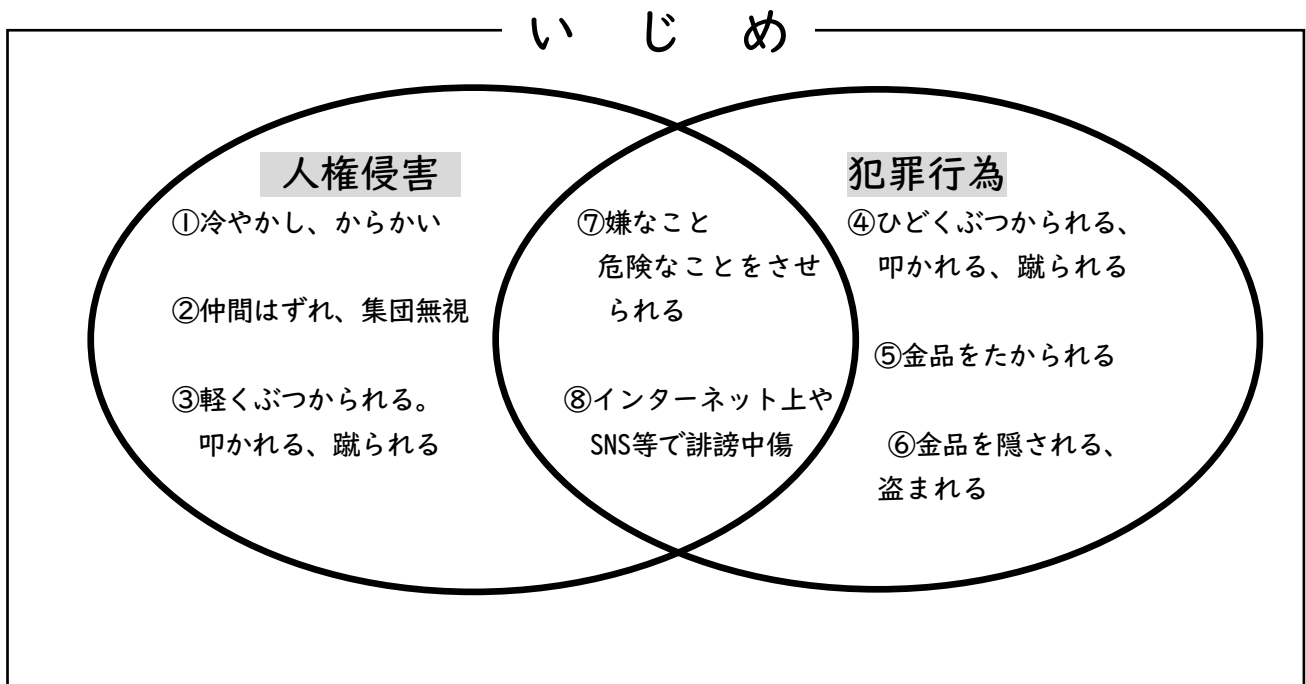 いじめ
人権侵害
①冷やかし、からかい
②仲間はずれ、集団無視
③軽くぶつかられる。
叩かれる、蹴られる
⑦嫌なこと
危険なことをさせ
られる
⑧インターネット上や
SNS等で誹謗中傷
犯罪行為
④ひどくぶつかられる、
叩かれる、蹴られる
⑤金品をたかられる
⑥金品を隠される、
盗まれる